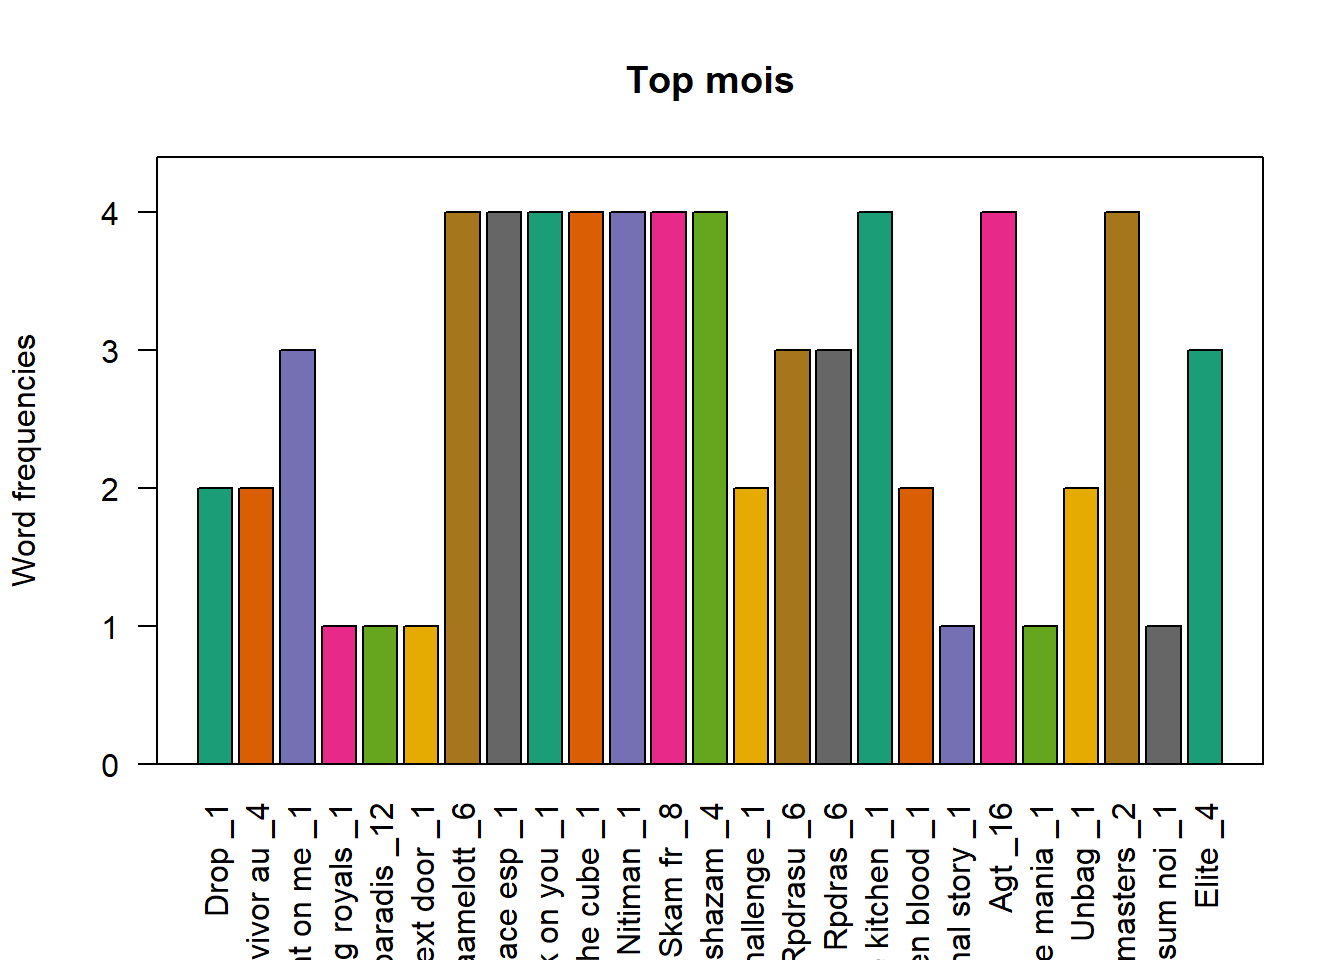 Top mois
Word frequencies
4
3
2
1
0
Drop _1
vivor au _4
on me _1
royals _1
paradis _12
ext door _1
aamelott _6
ace esp _1
on you _1
he cube _1
Nitiman _1
Skam fr _8
shazam _4
hallenge _1
Rpdrasu _6
Rpdras _6
kitchen _1
en blood _1
nal story _1
Agt _16
e mania _1
Unbag _1
masters _2
sum noi _1
Elite _4